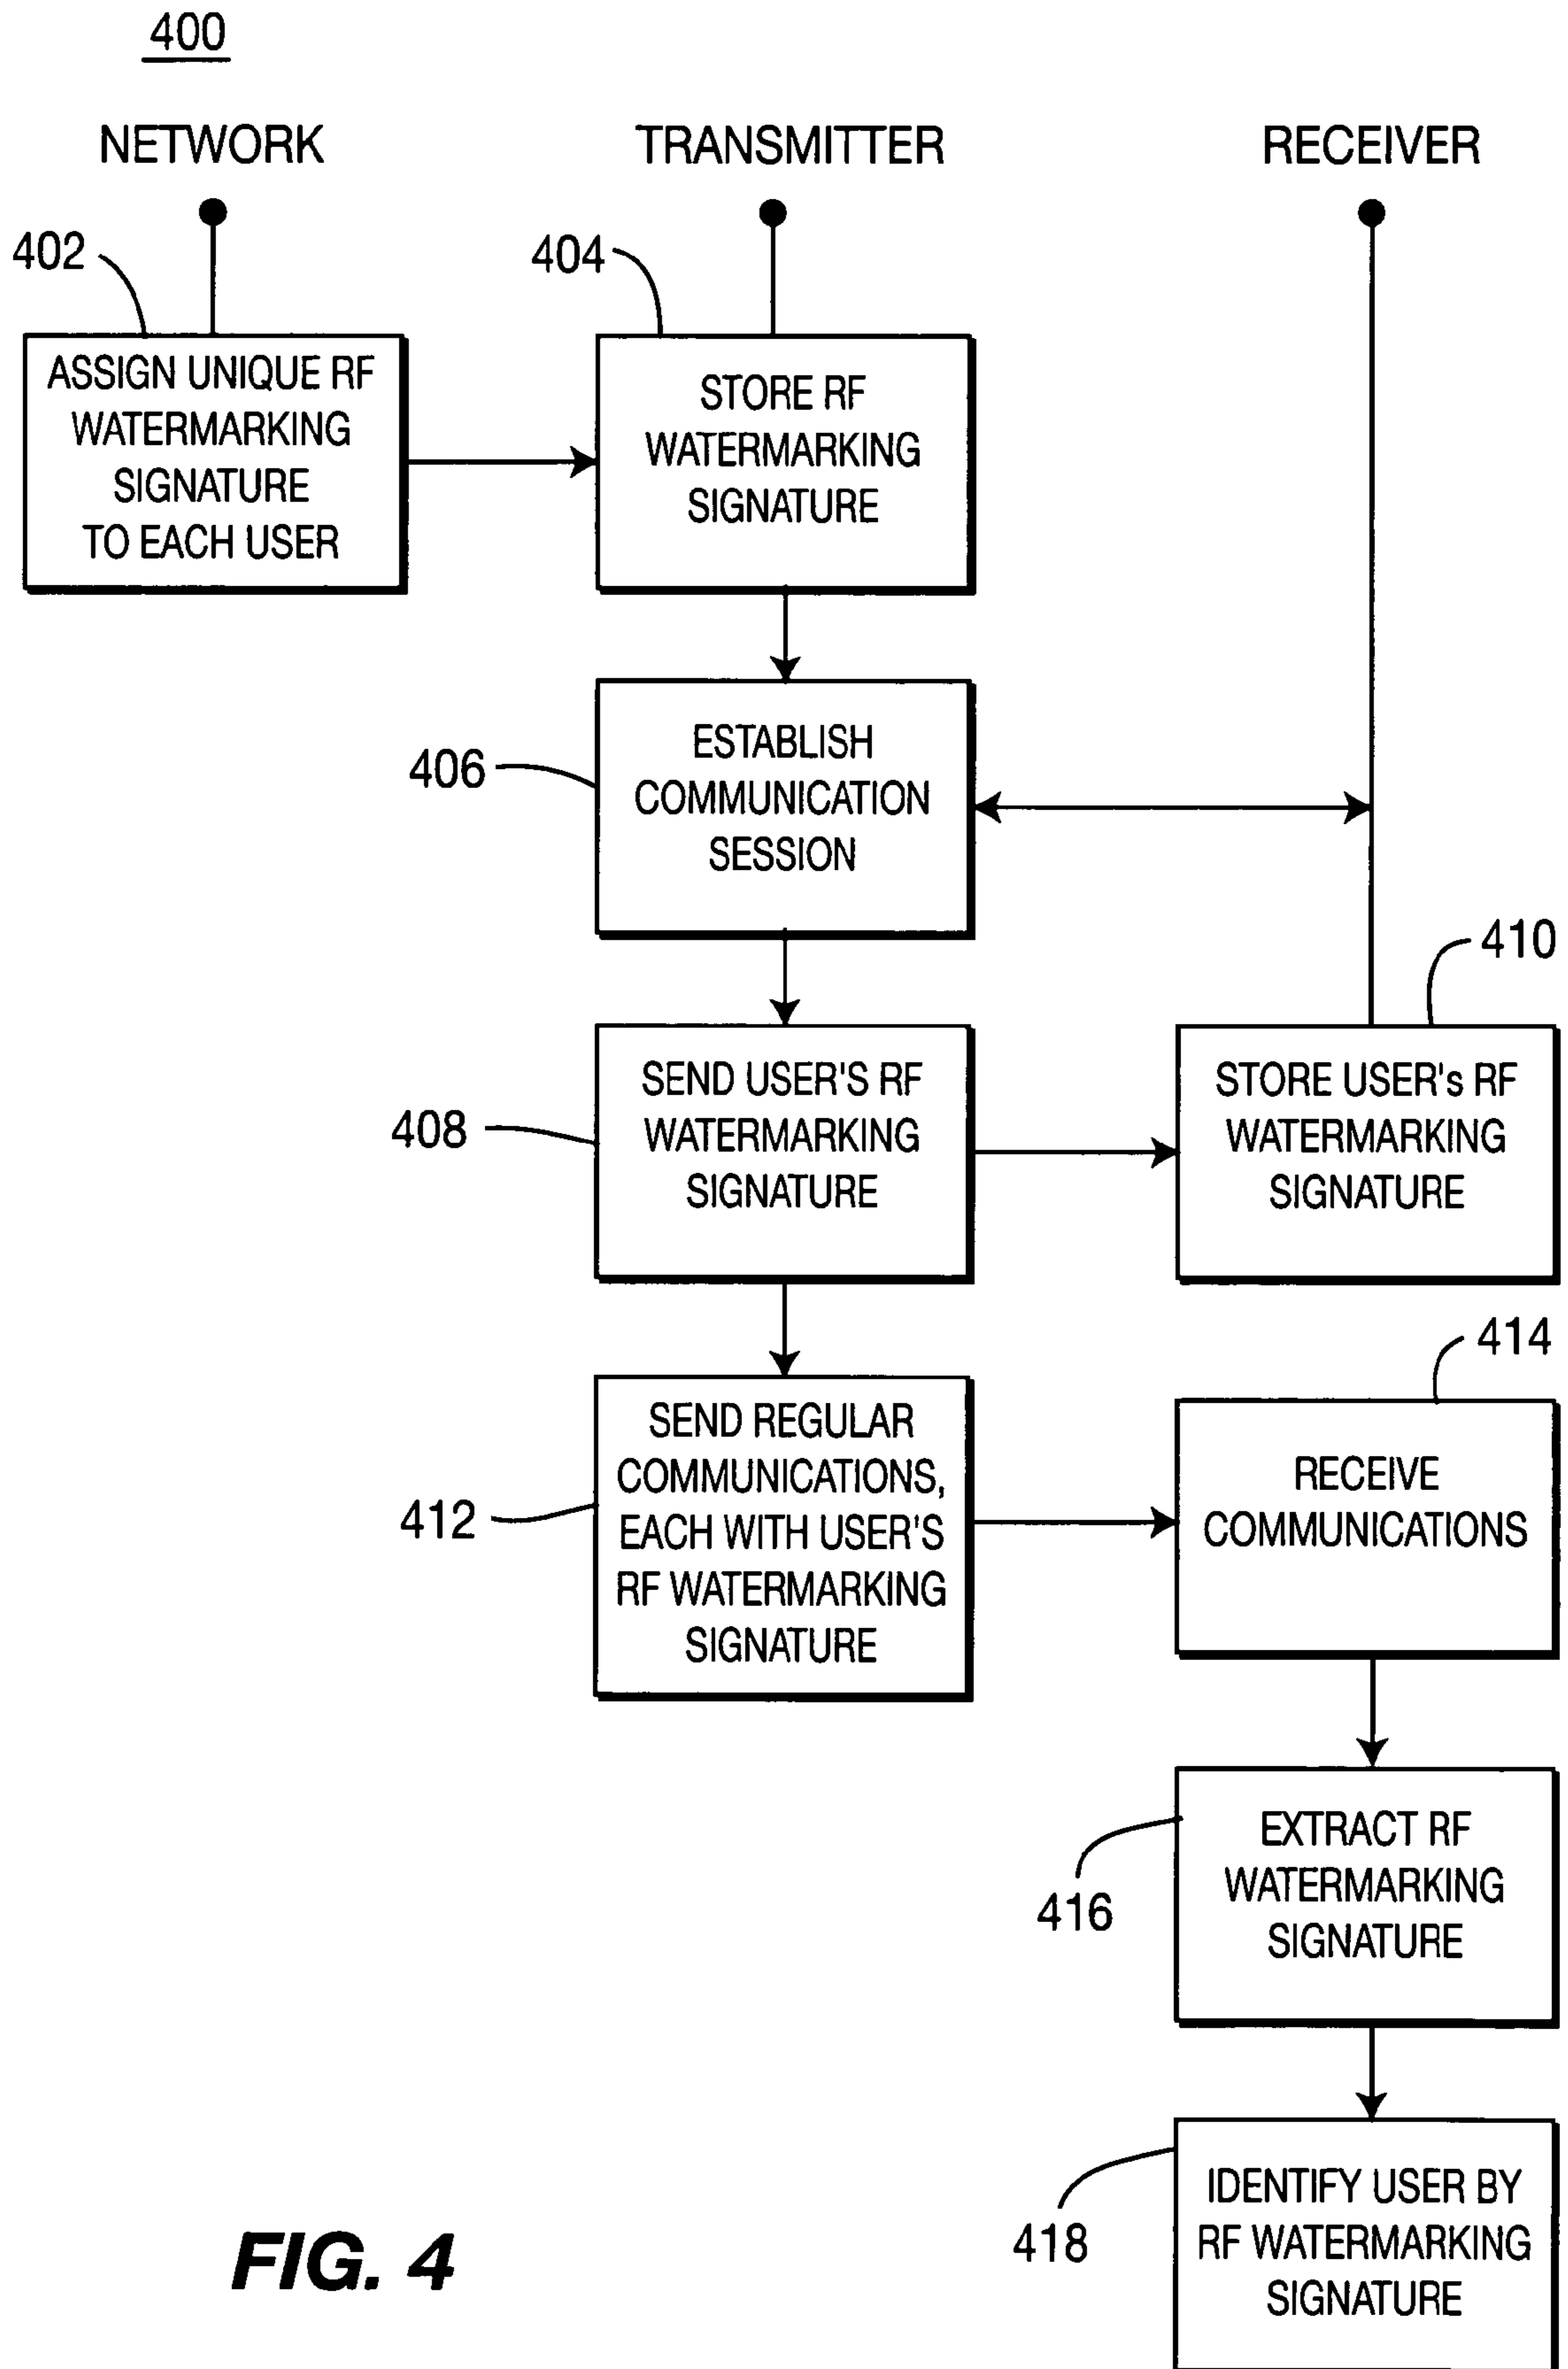 400
NETWORK
TRANSMITTER
RECEIVER
402
404
ASSIGN UNIQUE RF
WATERMARKING
SIGNATURE
TO EACH USER
STORE RF
WATERMARKING
SIGNATURE
406
ESTABLISH
COMMUNICATION
SESSION
410
408
SEND USER'S RF
WATERMARKING
SIGNATURE
STORE USER's RF
WATERMARKING
SIGNATURE
414
412
SEND REGULAR
COMMUNICATIONS,
EACH WITH USER'S
RF WATERMARKING
SIGNATURE
RECEIVE
COMMUNICATIONS
416
EXTRACT RF
WATERMARKING
SIGNATURE
418
IDENTIFY USER BY
RF WATERMARKING
SIGNATURE
FIG. 4